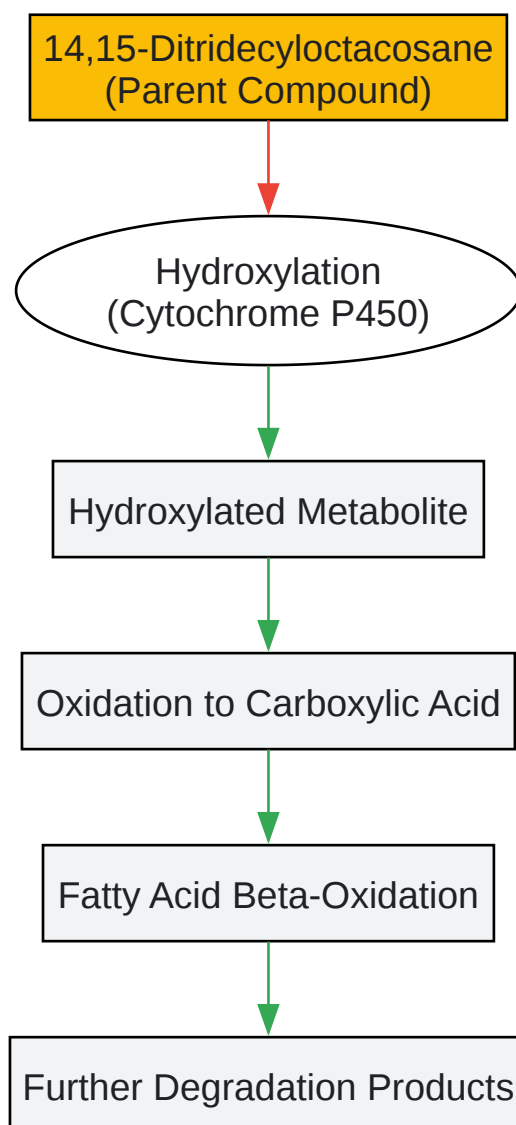 14,15-Ditridecyloctacosane
(Parent Compound)
Hydroxylation
(Cytochrome P450)
Hydroxylated Metabolite
Oxidation to Carboxylic Acid
Fatty Acid Beta-Oxidation
Further Degradation Products